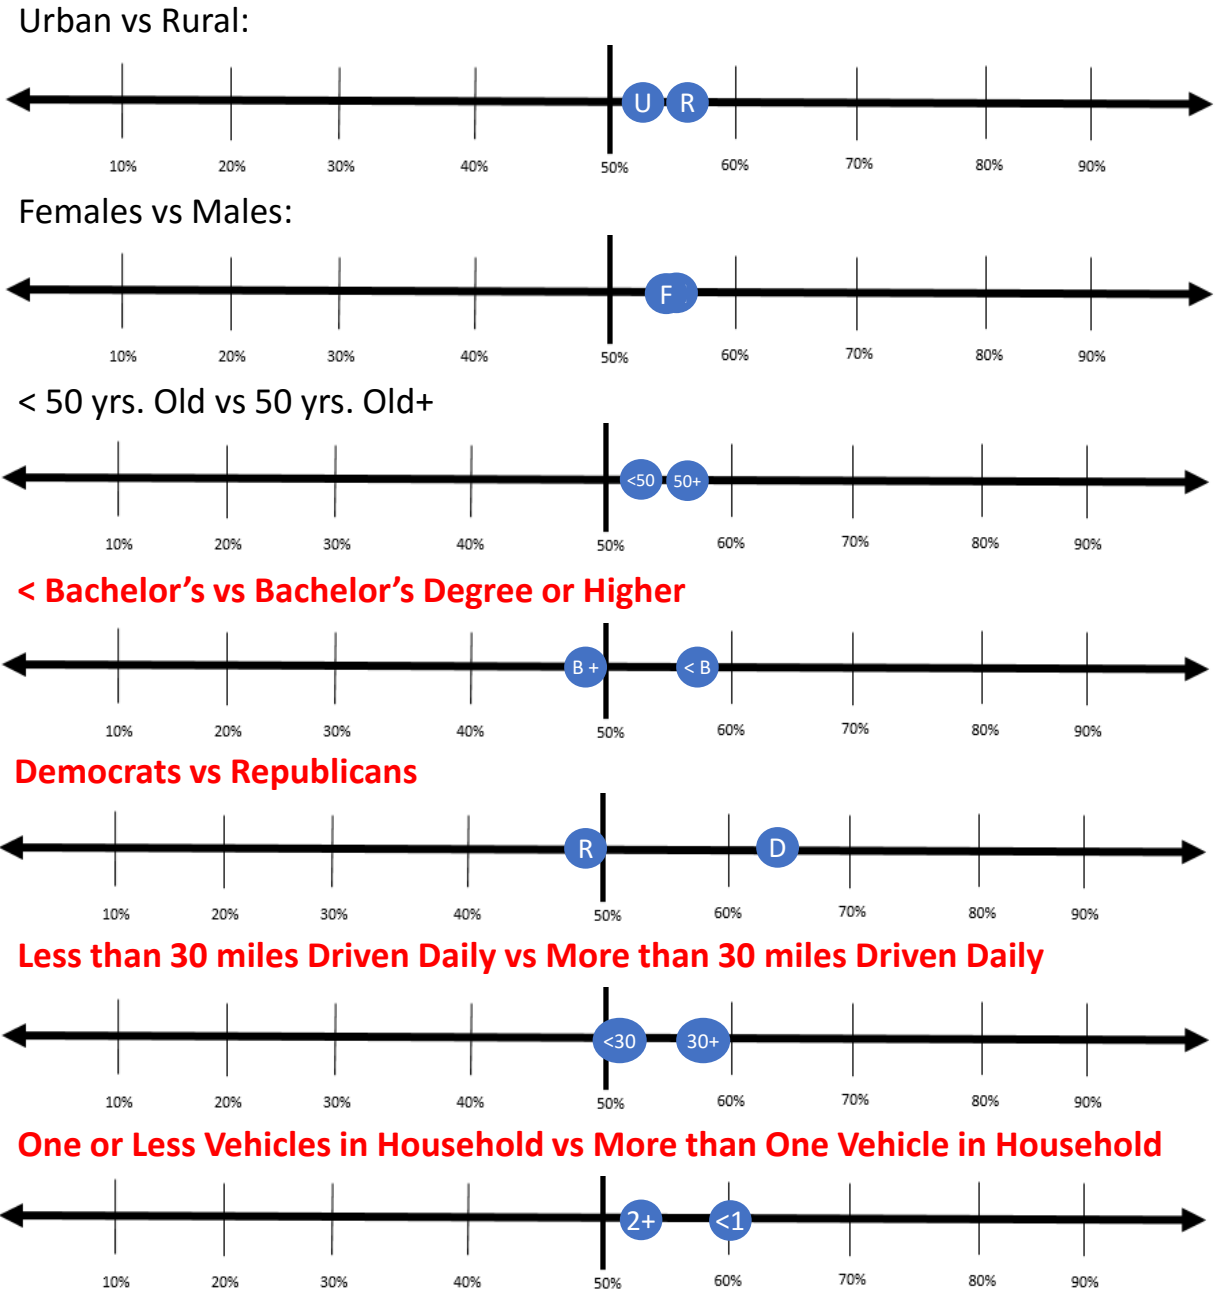 Urban vs Rural:
U R
10% 20% 30% 40% 50% 60% 70% 80% 90%
Females vs Males:
F
10% 20% 30% 40% 50% 60% 70% 80% 90%
< 50 yrs. Old vs 50 yrs. Old+
<50 50+
10% 20% 30% 40% 50% 60% 70% 80% 90%
< Bachelor’s vs Bachelor’s Degree or Higher
B + < B
10% 20% 30% 40% 50% 60% 70% 80% 90%
Democrats vs Republicans
R D
10% 20% 30% 40% 50% 60% 70% 80% 90%
Less than 30 miles Driven Daily vs More than 30 miles Driven Daily
<30 30+
10% 20% 30% 40% 50% 60% 70% 80% 90%
One or Less Vehicles in Household vs More than One Vehicle in Household
2+ <1
10% 20% 30% 40% 50% 60% 70% 80% 90%